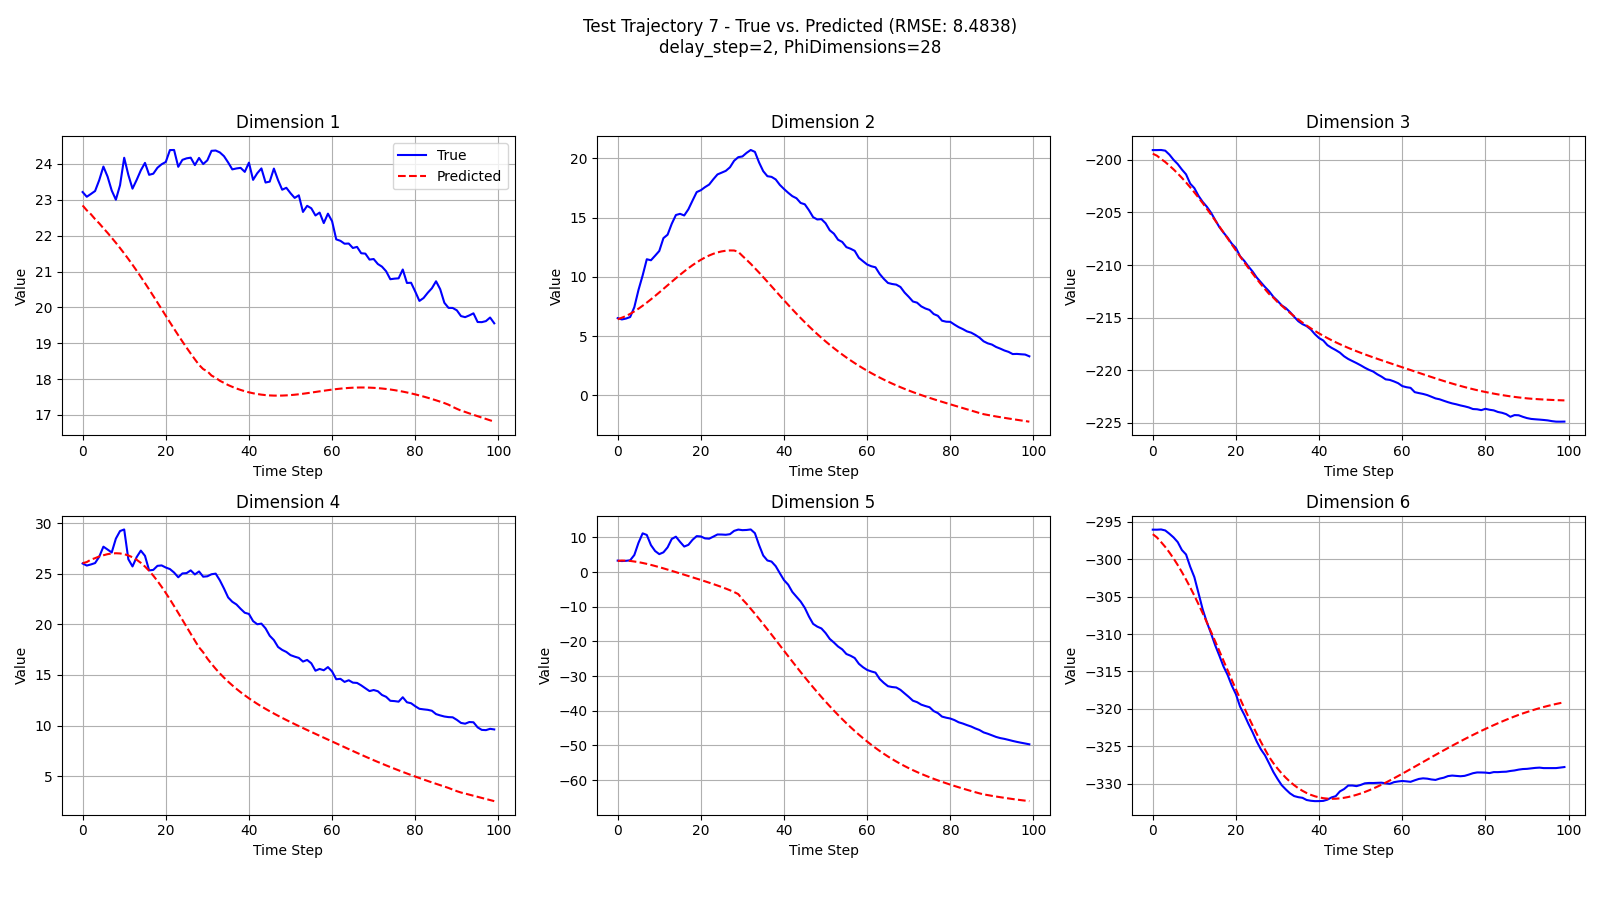 Test Trajectory 7 - True vs. Predicted (RMSE: 8.4838)
delay_step=2, PhiDimensions=28
Dimension 1
True
Predicted
Value
24
23
22
21
20
19
18
17
0 20 40 60 80 100
Time Step
Dimension 2
Value
20
15
10
5
0
0 20 40 60 80 100
Time Step
Dimension 3
Value
−200
−205
−210
−215
−220
−225
0 20 40 60 80 100
Time Step
Dimension 4
Value
30
25
20
15
10
5
0 20 40 60 80 100
Time Step
Dimension 5
Value
10
0
−10
−20
−30
−40
−50
−60
0 20 40 60 80 100
Time Step
Dimension 6
Value
−295
−300
−305
−310
−315
−320
−325
−330
0 20 40 60 80 100
Time Step